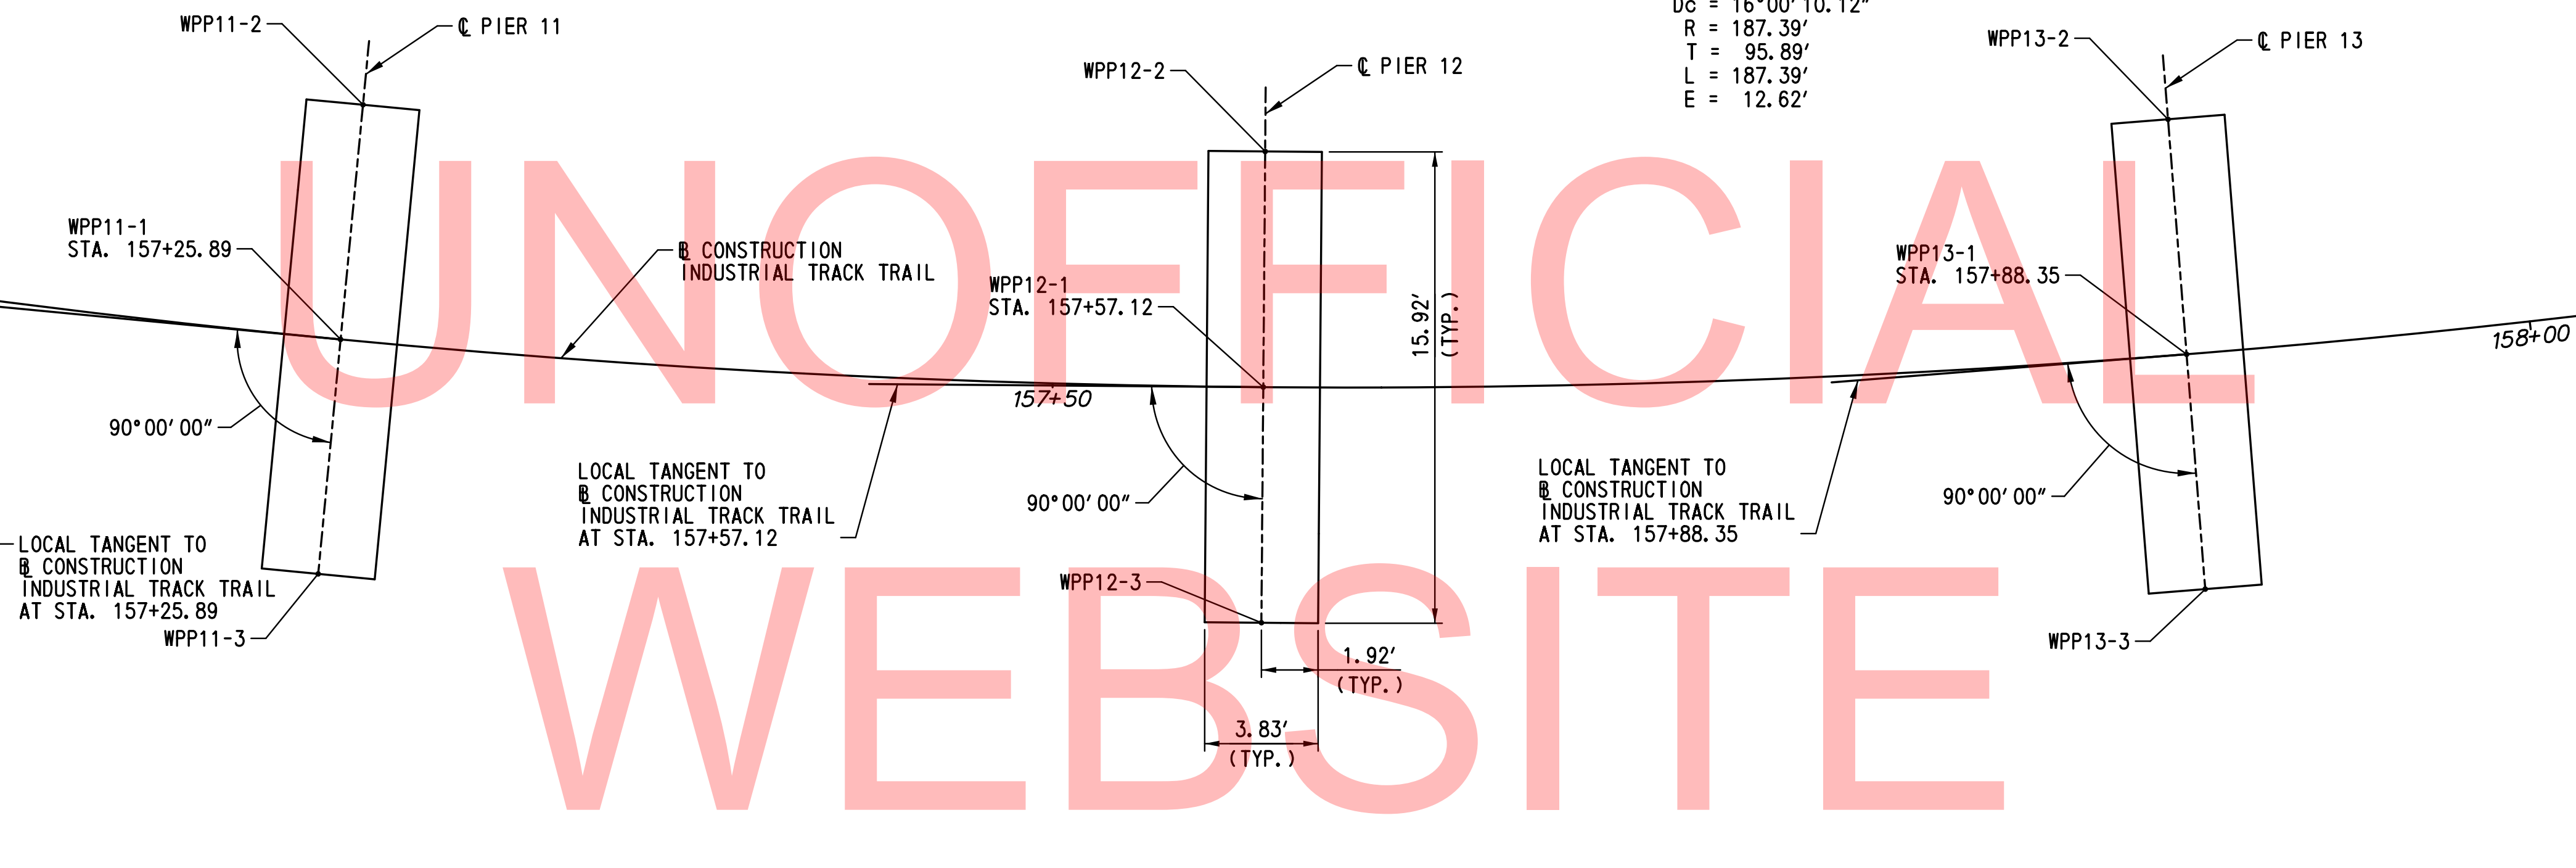 WPP11-2
℄ PIER 11
WPP11-1
STA. 157+25.89
90°00'00"
LOCAL TANGENT TO
BL CONSTRUCTION
INDUSTRIAL TRACK TRAIL
AT STA. 157+25.89
WPP11-3
BL CONSTRUCTION
INDUSTRIAL TRACK TRAIL
157+50
LOCAL TANGENT TO
BL CONSTRUCTION
INDUSTRIAL TRACK TRAIL
AT STA. 157+57.12
WPP12-2
℄ PIER 12
WPP12-1
STA. 157+57.12
90°00'00"
WPP12-3
15.92'
(TYP.)
1.92'
(TYP.)
3.83'
(TYP.)
Dc = 16°00'10.12"
R = 187.39'
T = 95.89'
L = 187.39'
E = 12.62'
LOCAL TANGENT TO
BL CONSTRUCTION
INDUSTRIAL TRACK TRAIL
AT STA. 157+88.35
WPP13-2
℄ PIER 13
WPP13-1
STA. 157+88.35
90°00'00"
WPP13-3
158+00
UNOFFICIAL
WEBSITE